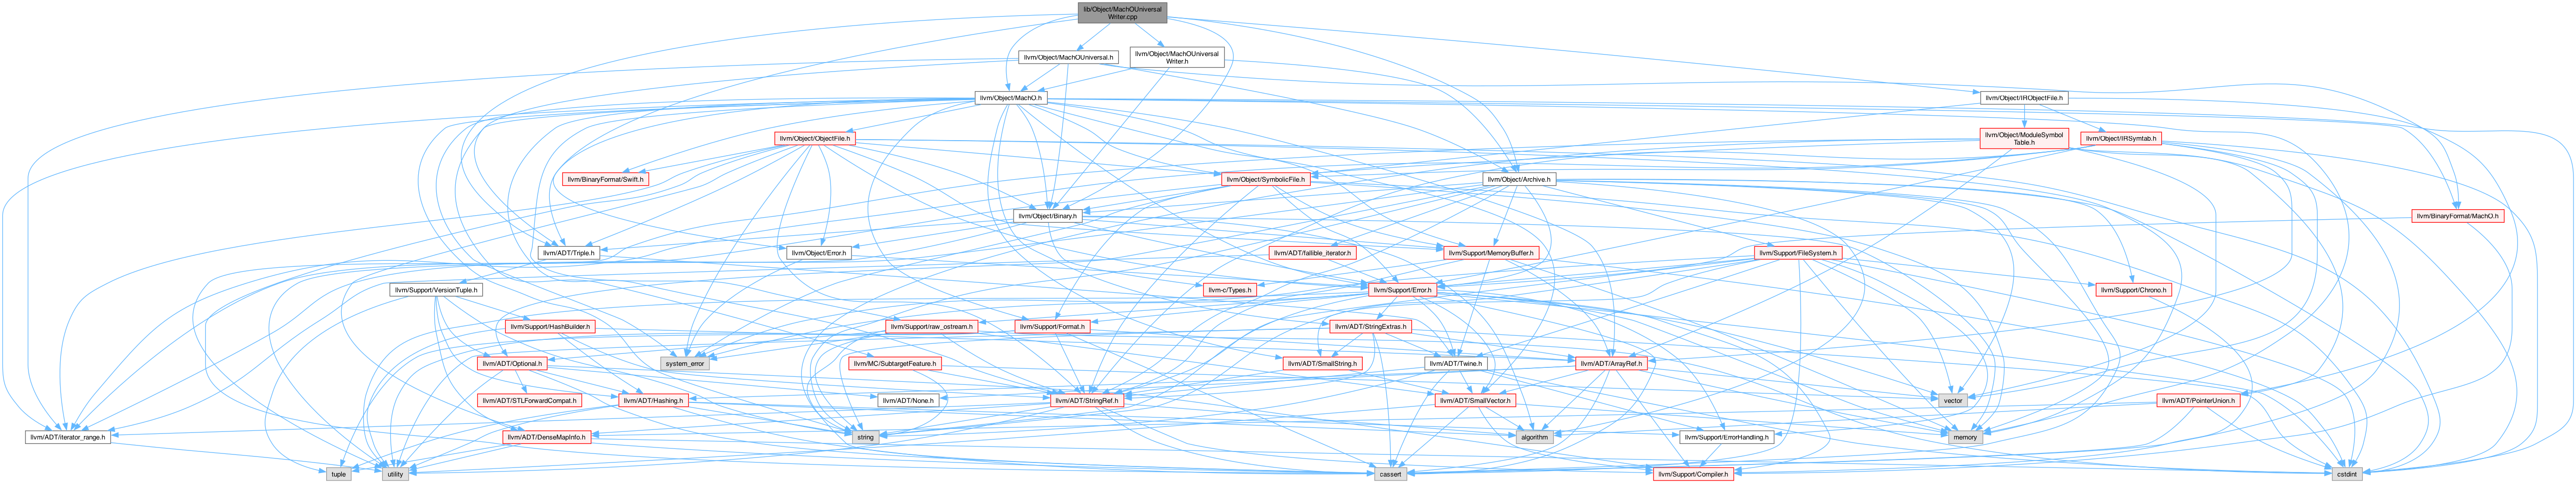 lib/Object/MachOUniversal
Writer.cpp
llvm/Object/MachOUniversal.h
llvm/Object/MachOUniversal
Writer.h
llvm/Object/MachO.h
llvm/Object/IRObjectFile.h
llvm/Object/ObjectFile.h
llvm/Object/ModuleSymbol
Table.h
llvm/Object/IRSymtab.h
llvm/BinaryFormat/Swift.h
llvm/Object/SymbolicFile.h
llvm/Object/Archive.h
llvm/Object/Binary.h
llvm/BinaryFormat/MachO.h
llvm/ADT/Triple.h
llvm/Object/Error.h
llvm/ADT/fallible_iterator.h
llvm/Support/MemoryBuffer.h
llvm/Support/FileSystem.h
llvm/Support/VersionTuple.h
llvm-c/Types.h
llvm/Support/Error.h
llvm/Support/Chrono.h
llvm/Support/HashBuilder.h
llvm/Support/raw_ostream.h
llvm/Support/Format.h
llvm/ADT/StringExtras.h
llvm/ADT/Optional.h
system_error
llvm/MC/SubtargetFeature.h
llvm/ADT/SmallString.h
llvm/ADT/Twine.h
llvm/ADT/ArrayRef.h
llvm/ADT/STLForwardCompat.h
llvm/ADT/Hashing.h
llvm/ADT/None.h
llvm/ADT/StringRef.h
llvm/ADT/SmallVector.h
vector
llvm/ADT/PointerUnion.h
llvm/ADT/iterator_range.h
llvm/ADT/DenseMapInfo.h
string
algorithm
llvm/Support/ErrorHandling.h
memory
tuple
utility
cassert
llvm/Support/Compiler.h
cstdint